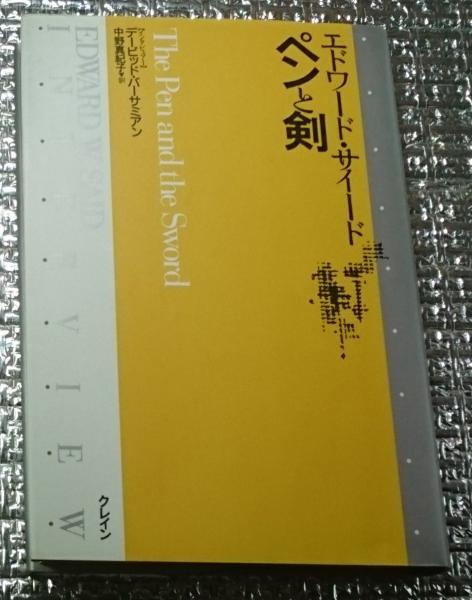 エドワード・サイード
ペンと剣
The Pen and the Sword
インタビュアー
デービッド・バーサミアン
中野真紀子 訳
EDWARD W. SAID
INTERVIEW
クレイン